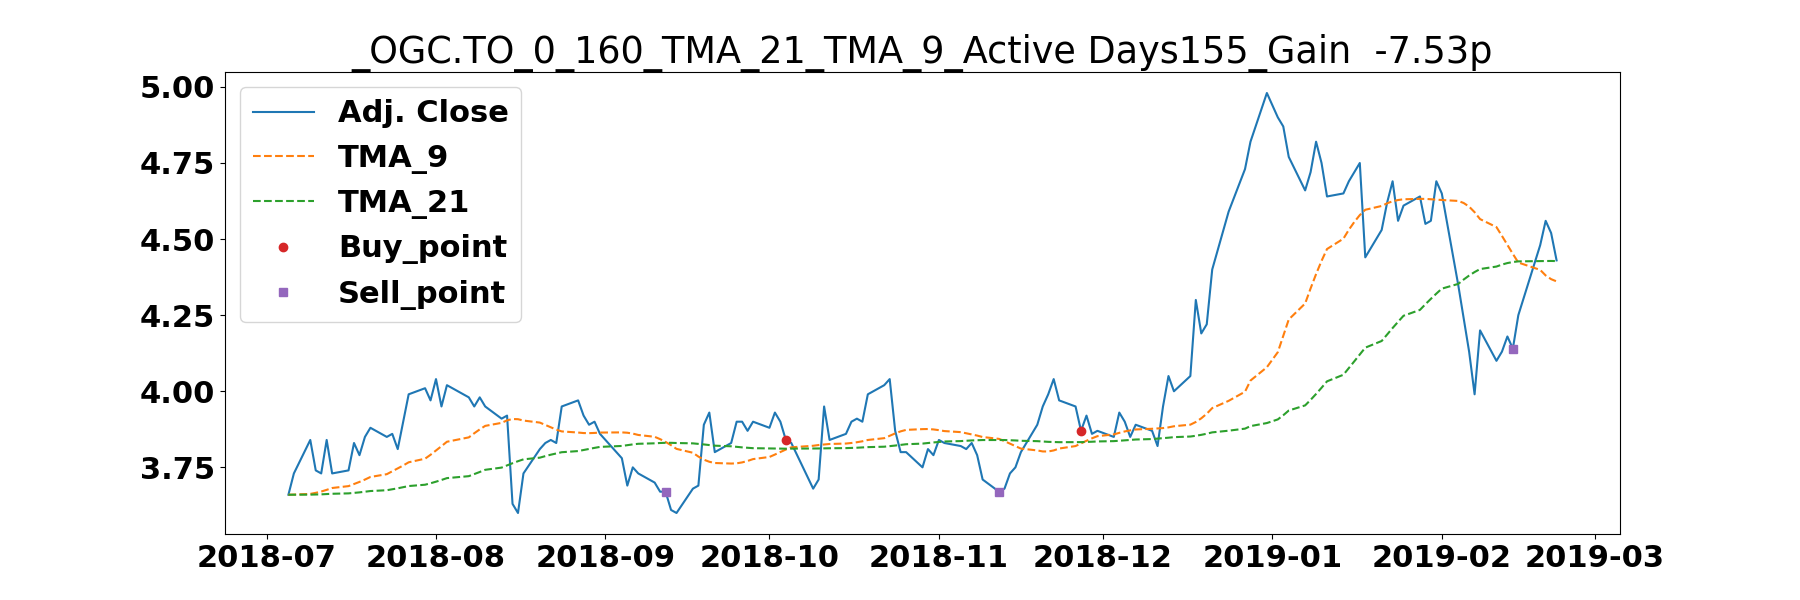 _OGC.TO_0_160_TMA_21_TMA_9_Active Days155_Gain  -7.53p
5.00
4.75
4.50
4.25
4.00
3.75
Adj. Close
TMA_9
TMA_21
Buy_point
Sell_point
2018-07 2018-08 2018-09 2018-10 2018-11 2018-12 2019-01 2019-02 2019-03